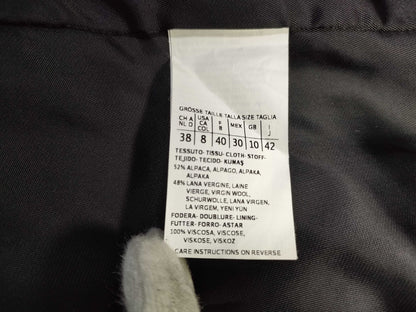 GRÖSSE TAILLE TALLA SIZE TAGLIA
CH A USA F MEX GB I
NL D CA B J
COL
38 8 40 30 10 42
TESSUTO-TISSU-CLOTH-STOFF-
TEJIDO-TECIDO-KUMAŞ
52% ALPACA, ALPAGO, ALPAKA,
ALPAKA
48% LANA VERGINE, LAINE
VIERGE, VIRGIN WOOL,
SCHURWOLLE, LANA VIRGEN,
LA VIRGEM, YENI YUN
FODERA-DOUBLURE-LINING-
FUTTER-FORRO-ASTAR
100% VISCOSA, VISCOSE,
VISKOSE, VISKOZ
CARE INSTRUCTIONS ON REVERSE